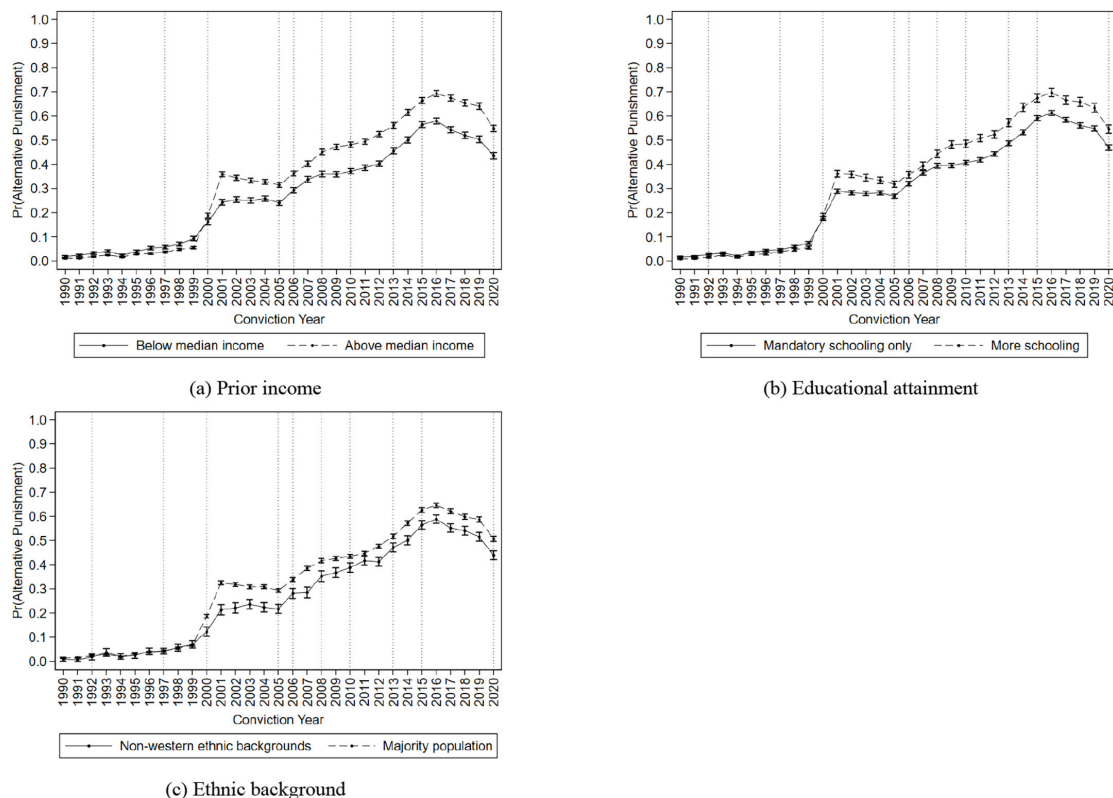 1.0
0.9
0.8
0.7
0.6
0.5
0.4
0.3
0.2
0.1
0.0
Pr(Alternative Punishment)
1990 1991 1992 1993 1994 1995 1996 1997 1998 1999 2000 2001 2002 2003 2004 2005 2006 2007 2008 2009 2010 2011 2012 2013 2014 2015 2016 2017 2018 2019 2020
Conviction Year
Below median income Above median income
(a) Prior income
1.0
0.9
0.8
0.7
0.6
0.5
0.4
0.3
0.2
0.1
0.0
Pr(Alternative Punishment)
1990 1991 1992 1993 1994 1995 1996 1997 1998 1999 2000 2001 2002 2003 2004 2005 2006 2007 2008 2009 2010 2011 2012 2013 2014 2015 2016 2017 2018 2019 2020
Conviction Year
Mandatory schooling only More schooling
(b) Educational attainment
1.0
0.9
0.8
0.7
0.6
0.5
0.4
0.3
0.2
0.1
0.0
Pr(Alternative Punishment)
1990 1991 1992 1993 1994 1995 1996 1997 1998 1999 2000 2001 2002 2003 2004 2005 2006 2007 2008 2009 2010 2011 2012 2013 2014 2015 2016 2017 2018 2019 2020
Conviction Year
Non-western ethnic backgrounds Majority population
(c) Ethnic background